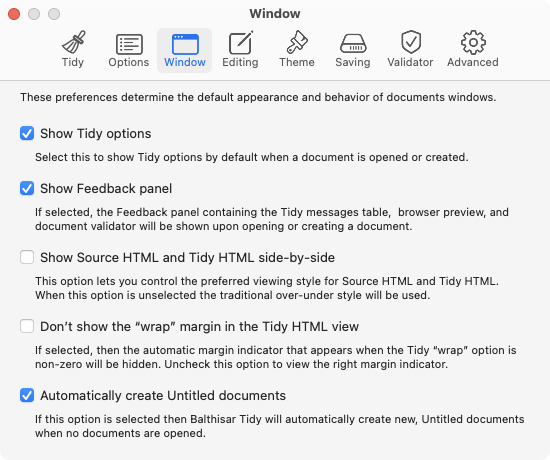 Window
Tidy
Options
Window
Editing
Theme
Saving
Validator
Advanced
These preferences determine the default appearance and behavior of documents windows.
Show Tidy options
Select this to show Tidy options by default when a document is opened or created.
Show Feedback panel
If selected, the Feedback panel containing the Tidy messages table,  browser preview, and
document validator will be shown upon opening or creating a document.
Show Source HTML and Tidy HTML side-by-side
This option lets you control the preferred viewing style for Source HTML and Tidy HTML.
When this option is unselected the traditional over-under style will be used.
Don’t show the “wrap” margin in the Tidy HTML view
If selected, then the automatic margin indicator that appears when the Tidy “wrap” option is
non-zero will be hidden. Uncheck this option to view the right margin indicator.
Automatically create Untitled documents
If this option is selected then Balthisar Tidy will automatically create new, Untitled documents
when no documents are opened.